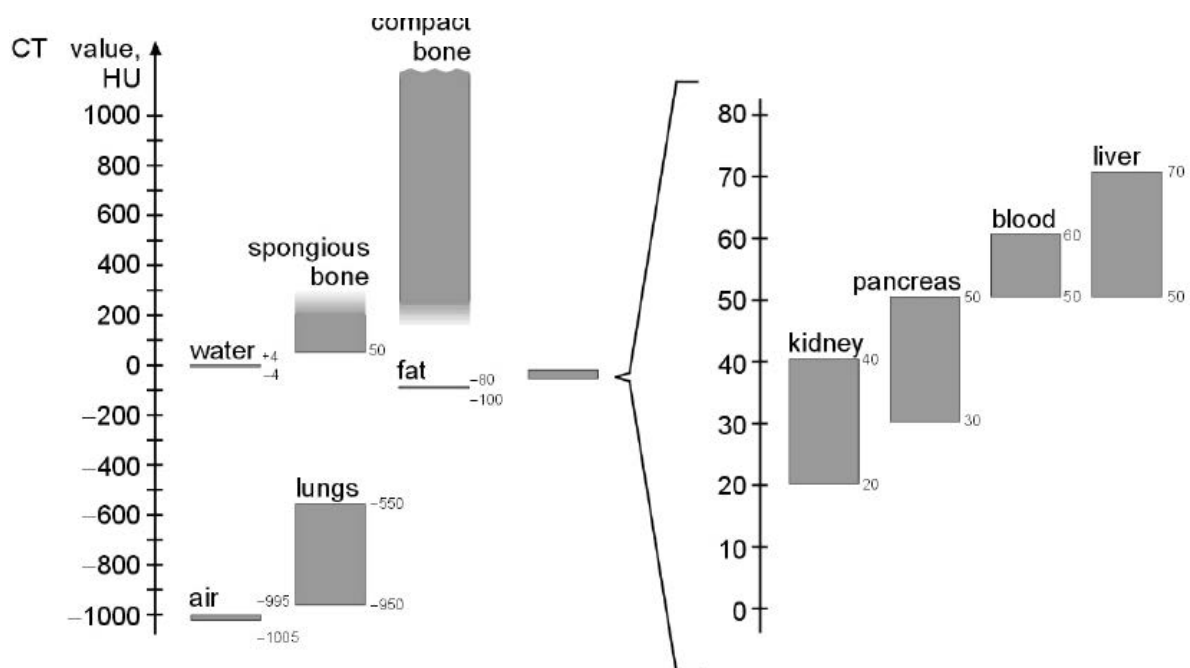 compact
bone
CT value,
HU
1000
800
600
400
200
0
−200
−400
−600
−800
−1000
spongious
bone
50
water
+4
−4
fat
−80
−100
lungs
−550
−950
air
−995
−1005
80
70
60
50
40
30
20
10
0
liver
70
50
blood
60
50
pancreas
50
30
kidney
40
20